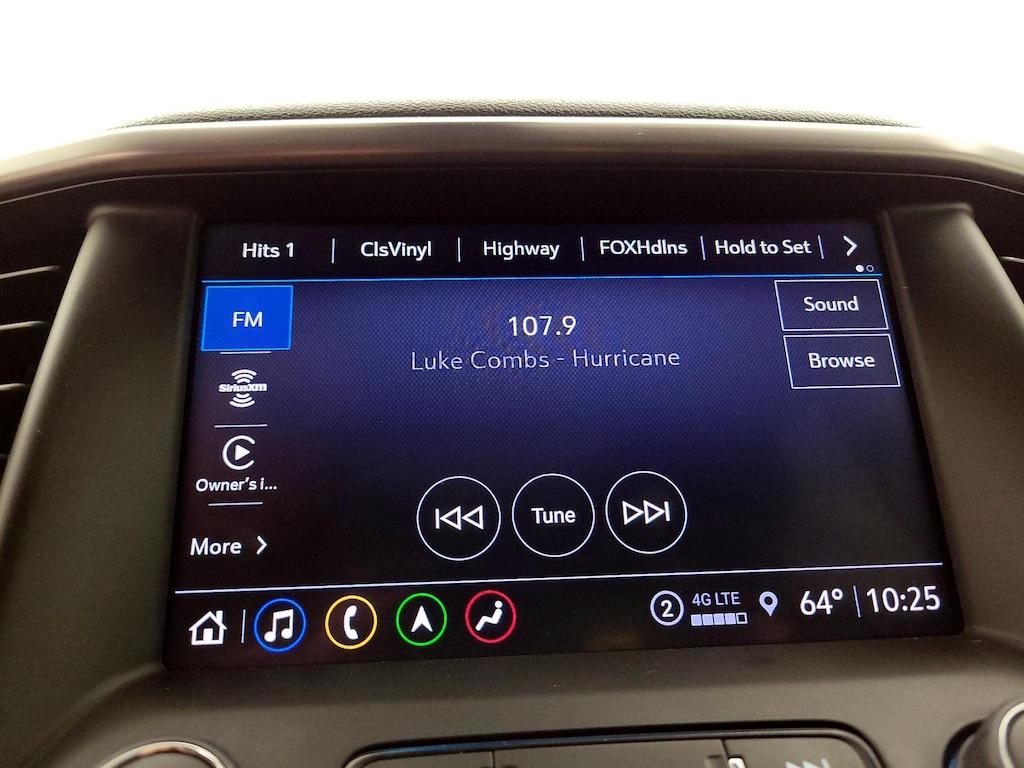 Hits 1
ClsVinyl
Highway
FOXHdlns
Hold to Set
FM
107.9
Luke Combs - Hurricane
Sound
Browse
SiriusXM
Owner's i...
More
Tune
2
4G LTE
64°
10:25